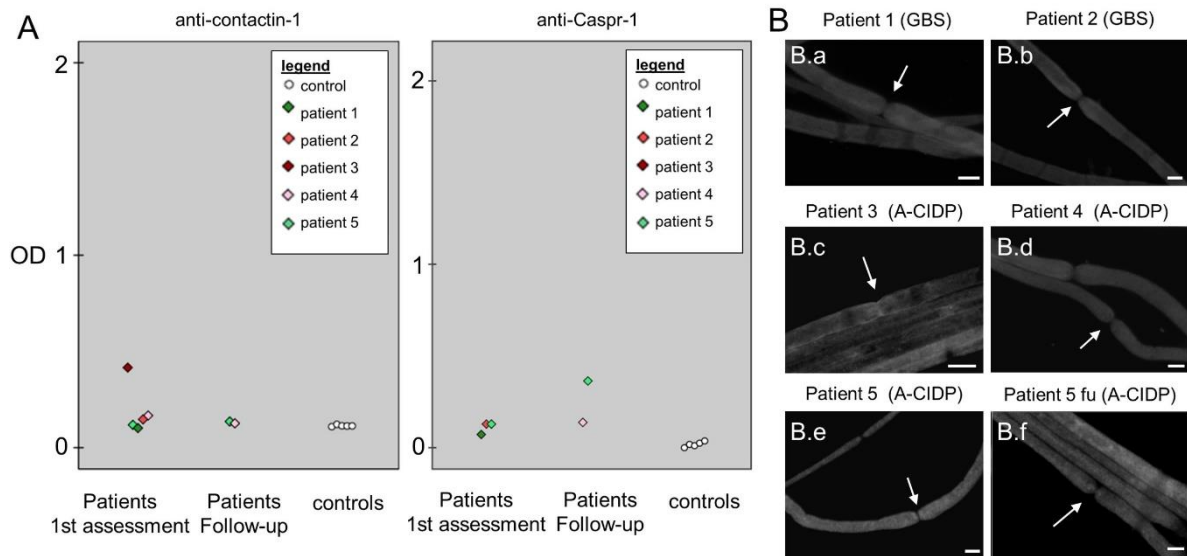 A
anti-contactin-1
2
1
OD
0
legend
control
patient 1
patient 2
patient 3
patient 4
patient 5
Patients
1st assessment
Patients
Follow-up
controls
anti-Caspr-1
2
1
0
legend
control
patient 1
patient 2
patient 3
patient 4
patient 5
Patients
1st assessment
Patients
Follow-up
controls
B
Patient 1 (GBS)
B.a
Patient 2 (GBS)
B.b
Patient 3 (A-CIDP)
B.c
Patient 4 (A-CIDP)
B.d
Patient 5 (A-CIDP)
B.e
Patient 5 fu (A-CIDP)
B.f